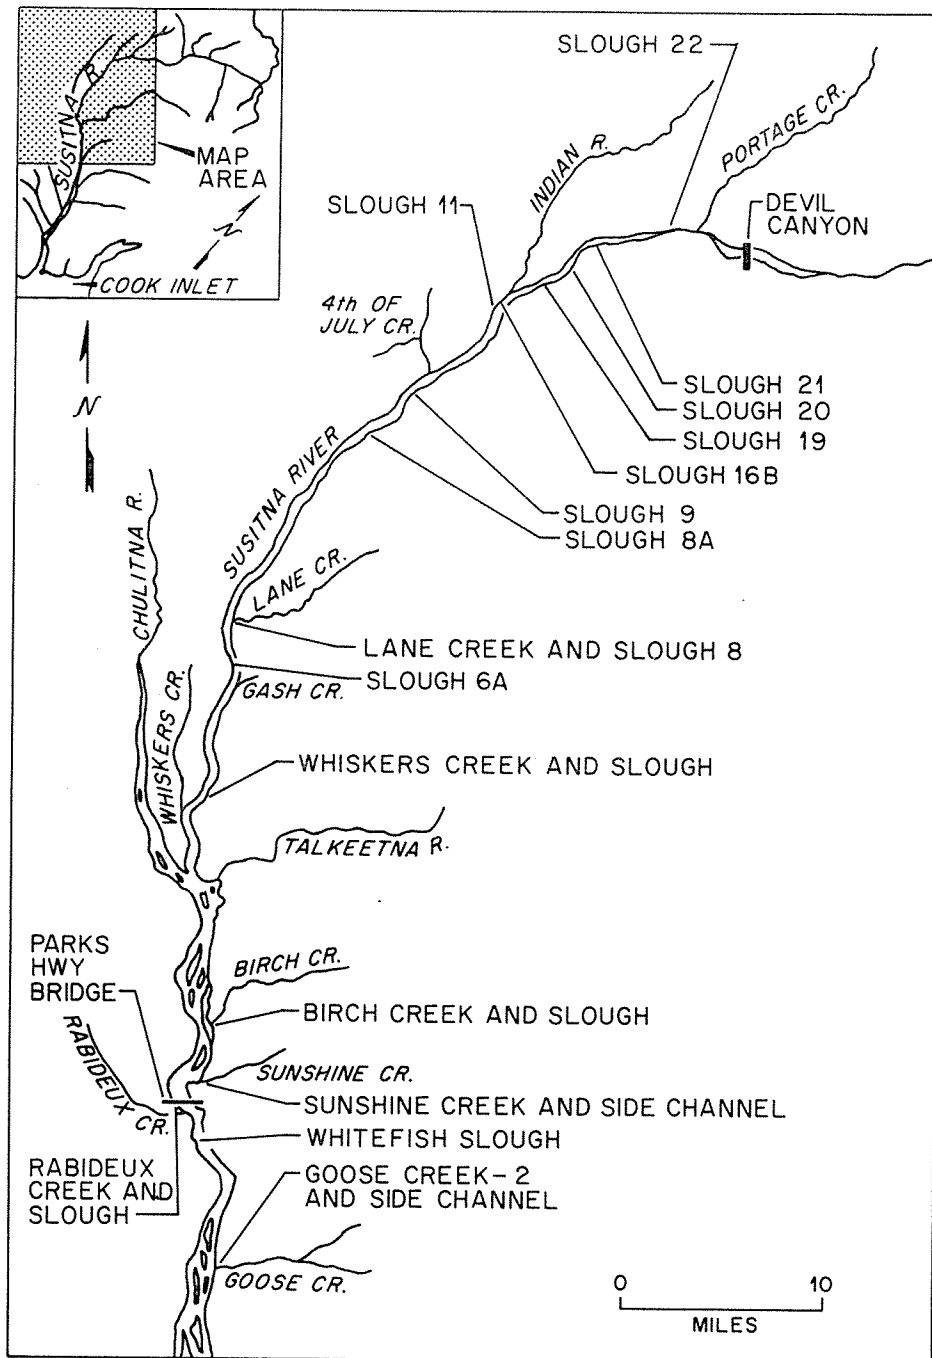 SLOUGH 22
SUSITNA R.
MAP
AREA
N
COOK INLET
PORTAGE CR.
INDIAN R.
SLOUGH 11
DEVIL
CANYON
4th OF
JULY CR.
N
SLOUGH 21
SLOUGH 20
SLOUGH 19
SLOUGH 16B
SLOUGH 9
SLOUGH 8A
SUSITNA RIVER
CHULITNA R.
LANE CR.
LANE CREEK AND SLOUGH 8
SLOUGH 6A
GASH CR.
WHISKERS CR.
WHISKERS CREEK AND SLOUGH
TALKEETNA R.
PARKS
HWY
BRIDGE
BIRCH CR.
BIRCH CREEK AND SLOUGH
RABIDEUX CR.
SUNSHINE CR.
SUNSHINE CREEK AND SIDE CHANNEL
WHITEFISH SLOUGH
RABIDEUX
CREEK AND
SLOUGH
GOOSE CREEK-2
AND SIDE CHANNEL
GOOSE CR.
0 10
MILES